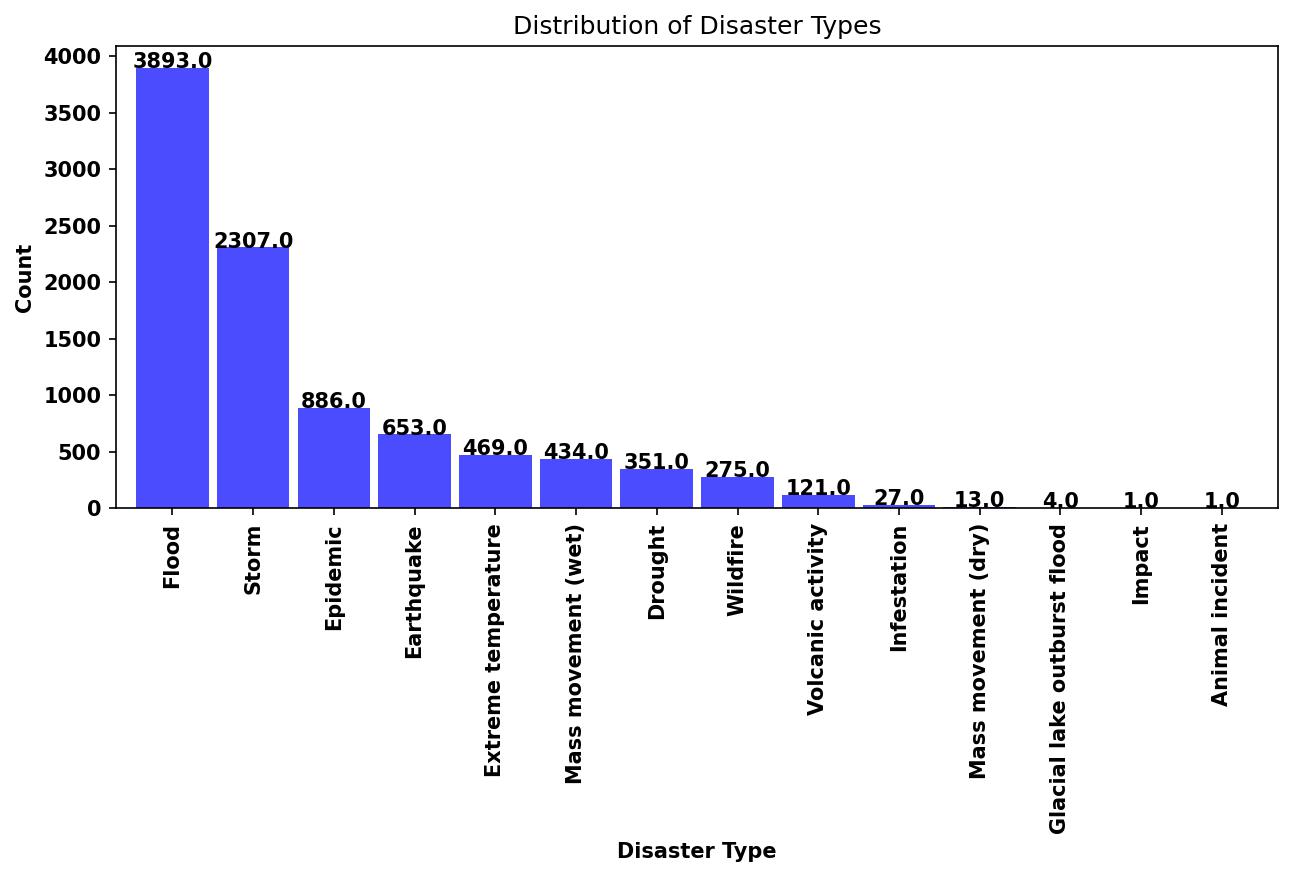 Distribution of Disaster Types
Count
4000
3500
3000
2500
2000
1500
1000
500
0
3893.0
2307.0
886.0
653.0
469.0
434.0
351.0
275.0
121.0
27.0
13.0
4.0
1.0
1.0
Flood
Storm
Epidemic
Earthquake
Extreme temperature
Mass movement (wet)
Drought
Wildfire
Volcanic activity
Infestation
Mass movement (dry)
Glacial lake outburst flood
Impact
Animal incident
Disaster Type